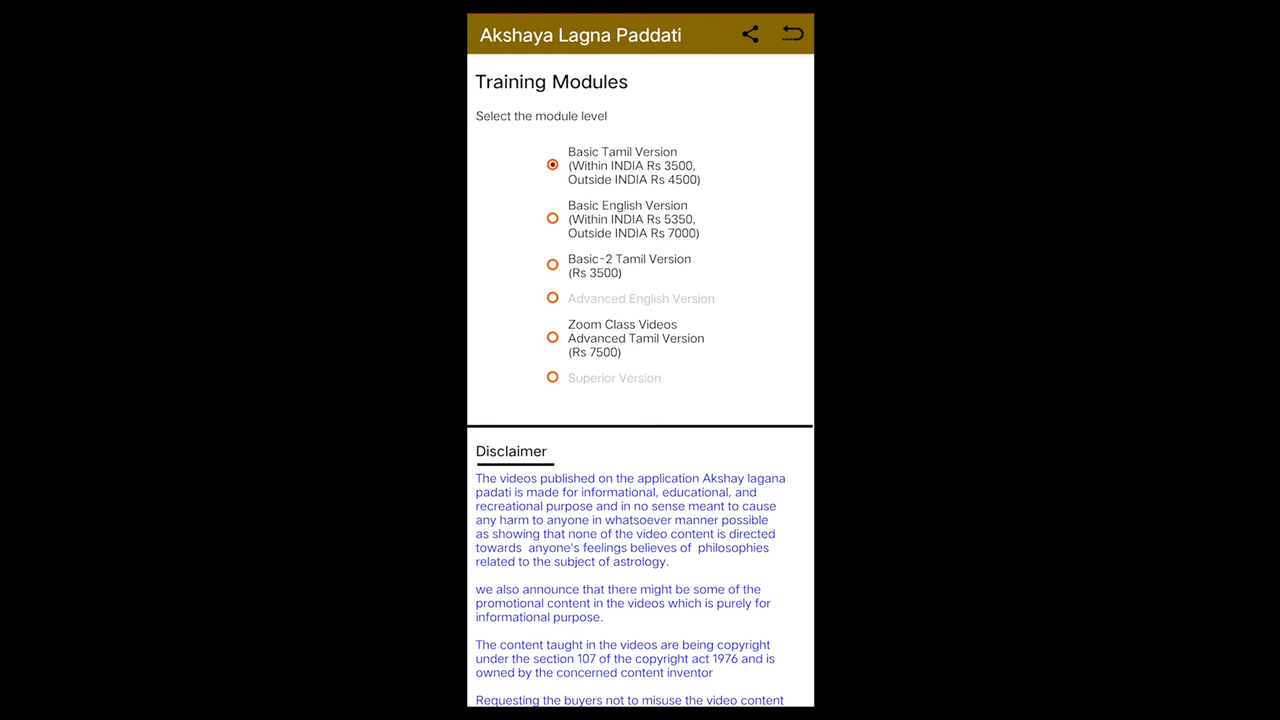 Akshaya Lagna Paddati
Training Modules
Select the module level
Basic Tamil Version
(Within INDIA Rs 3500,
Outside INDIA Rs 4500)
Basic English Version
(Within INDIA Rs 5350,
Outside INDIA Rs 7000)
Basic-2 Tamil Version
(Rs 3500)
Advanced English Version
Zoom Class Videos
Advanced Tamil Version
(Rs 7500)
Superior Version
Disclaimer
The videos published on the application Akshay lagana
padati is made for informational, educational, and
recreational purpose and in no sense meant to cause
any harm to anyone in whatsoever manner possible
as showing that none of the video content is directed
towards  anyone's feelings believes of  philosophies
related to the subject of astrology.
we also announce that there might be some of the
promotional content in the videos which is purely for
informational purpose.
The content taught in the videos are being copyright
under the section 107 of the copyright act 1976 and is
owned by the concerned content inventor
Requesting the buyers not to misuse the video content